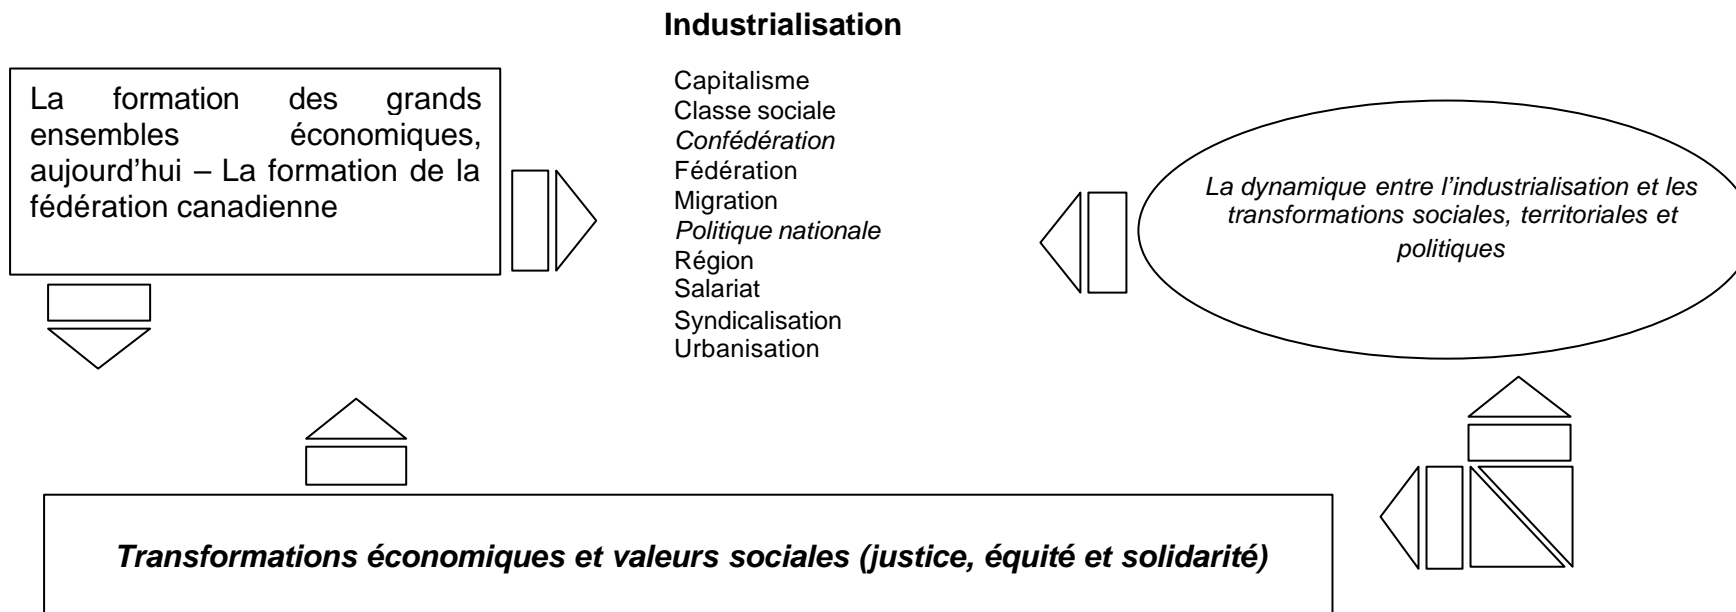 Industrialisation
La formation des grands
ensembles économiques,
aujourd'hui – La formation de la
fédération canadienne
Capitalisme
Classe sociale
Confédération
Fédération
Migration
Politique nationale
Région
Salariat
Syndicalisation
Urbanisation
La dynamique entre l'industrialisation et les
transformations sociales, territoriales et
politiques
Transformations économiques et valeurs sociales (justice, équité et solidarité)